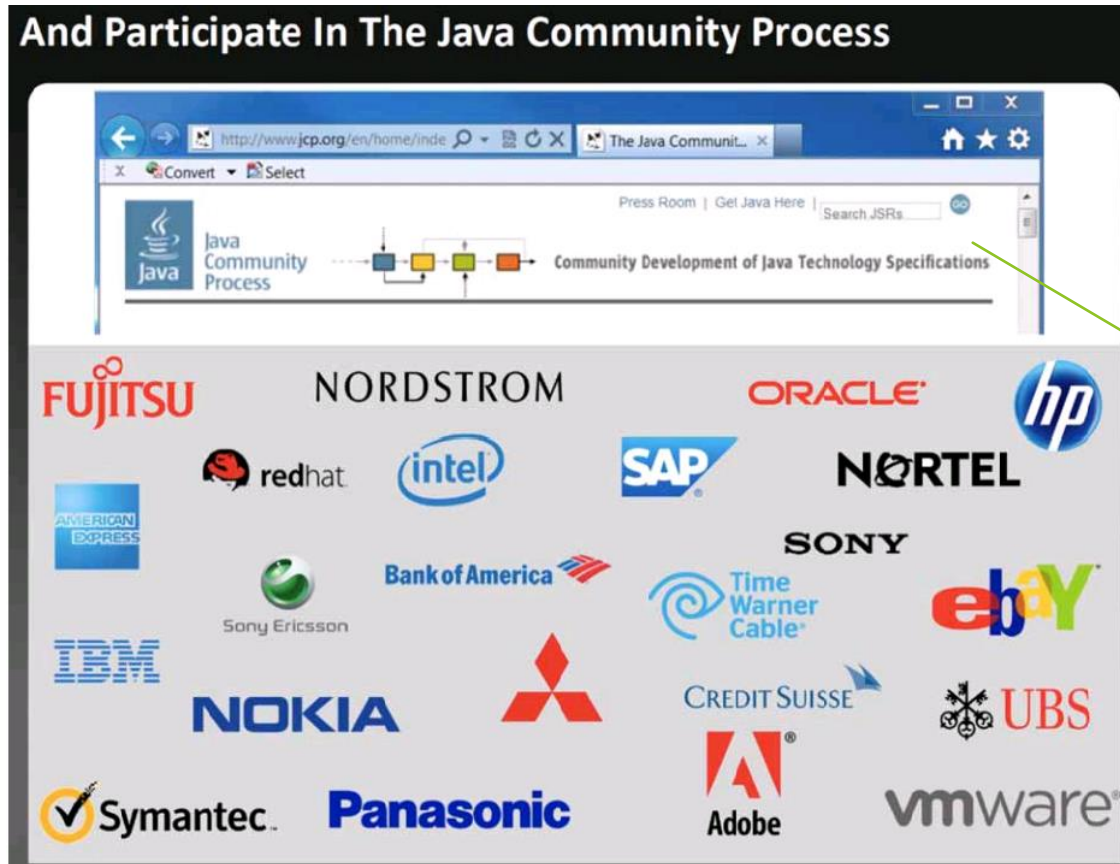 And Participate In The Java Community Process
http://www.jcp.org/en/home/inde
The Java Communit...
x Convert Select
Press Room | Get Java Here | Search JSRs GO
Java
Java
Community
Process
Community Development of Java Technology Specifications
FUJITSU
NORDSTROM
ORACLE
hp
redhat
intel
SAP
NORTEL
AMERICAN
EXPRESS
SONY
Bank of America
Time
Warner
Cable
ebaY
Sony Ericsson
IBM
NOKIA
CREDIT SUISSE
UBS
Symantec
Panasonic
Adobe
vmware